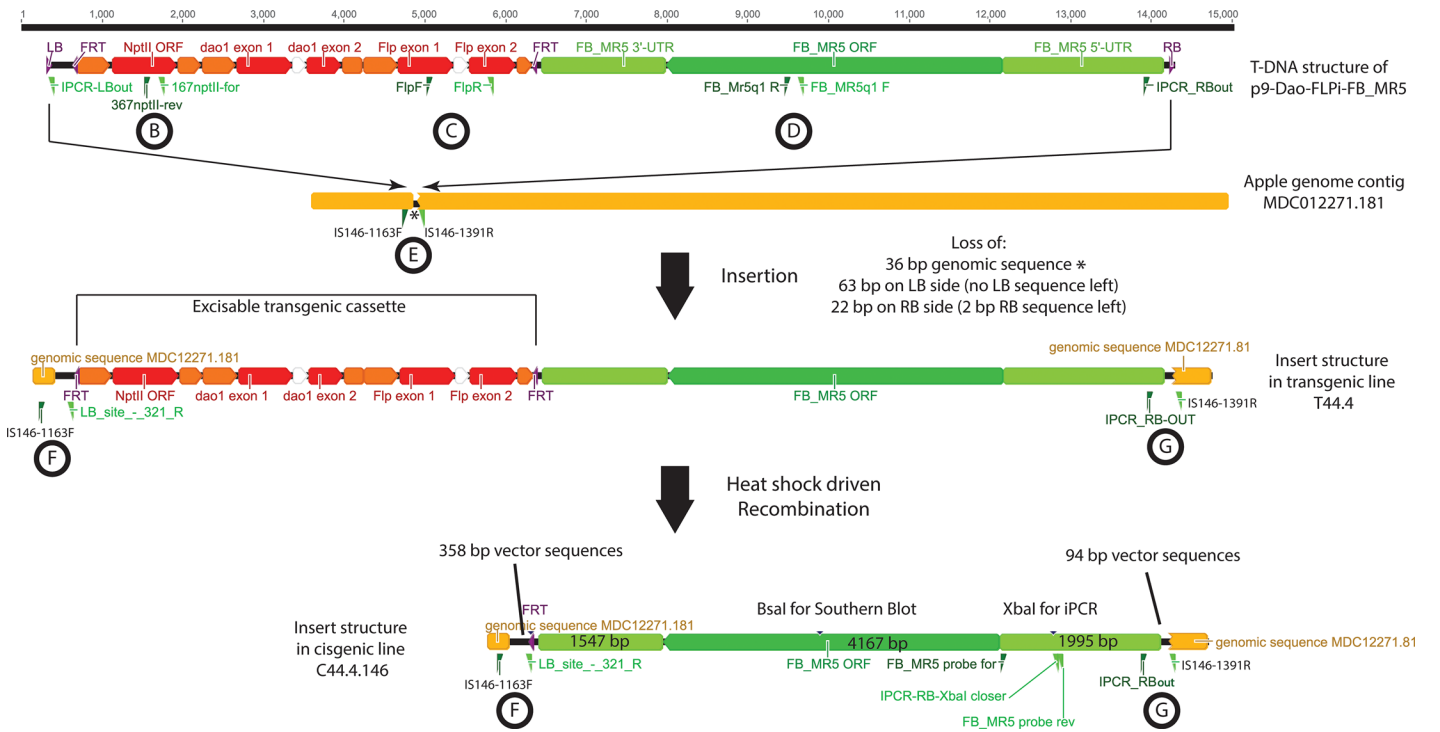 1 1,000 2,000 3,000 4,000 5,000 6,000 7,000 8,000 9,000 10,000 11,000 12,000 13,000 14,000 15,000
LB FRT NptII ORF dao1 exon 1 dao1 exon 2 Flp exon 1 Flp exon 2 FRT FB_MR5 3'-UTR FB_MR5 ORF FB_MR5 5'-UTR RB
T-DNA structure of
p9-Dao-FLPi-FB_MR5
IPCR-LBout 167nptII-for FlpF FlpR FB_Mr5q1 R FB_MR5q1 F IPCR_RBout
367nptII-rev
B C D
Apple genome contig
MDC012271.181
*
IS146-1163F IS146-1391R
E
Insertion
Loss of:
36 bp genomic sequence *
63 bp on LB side (no LB sequence left)
22 bp on RB side (2 bp RB sequence left)
Excisable transgenic cassette
genomic sequence MDC12271.181
genomic sequence MDC12271.81
Insert structure
in transgenic line
T44.4
FRT NptII ORF dao1 exon 1 dao1 exon 2 Flp exon 1 Flp exon 2 FRT FB_MR5 ORF
LB_site_-_321_R
IS146-1163F
IPCR_RB-OUT
IS146-1391R
F G
Heat shock driven
Recombination
358 bp vector sequences
94 bp vector sequences
FRT
BsaI for Southern Blot
XbaI for iPCR
Insert structure
in cisgenic line
C44.4.146
genomic sequence MDC12271.181
1547 bp 4167 bp 1995 bp
genomic sequence MDC12271.81
LB_site_-_321_R FB_MR5 ORF FB_MR5 probe for IS146-1391R
IS146-1163F
IPCR_RBout
IPCR-RB-XbaI closer
FB_MR5 probe rev
F G